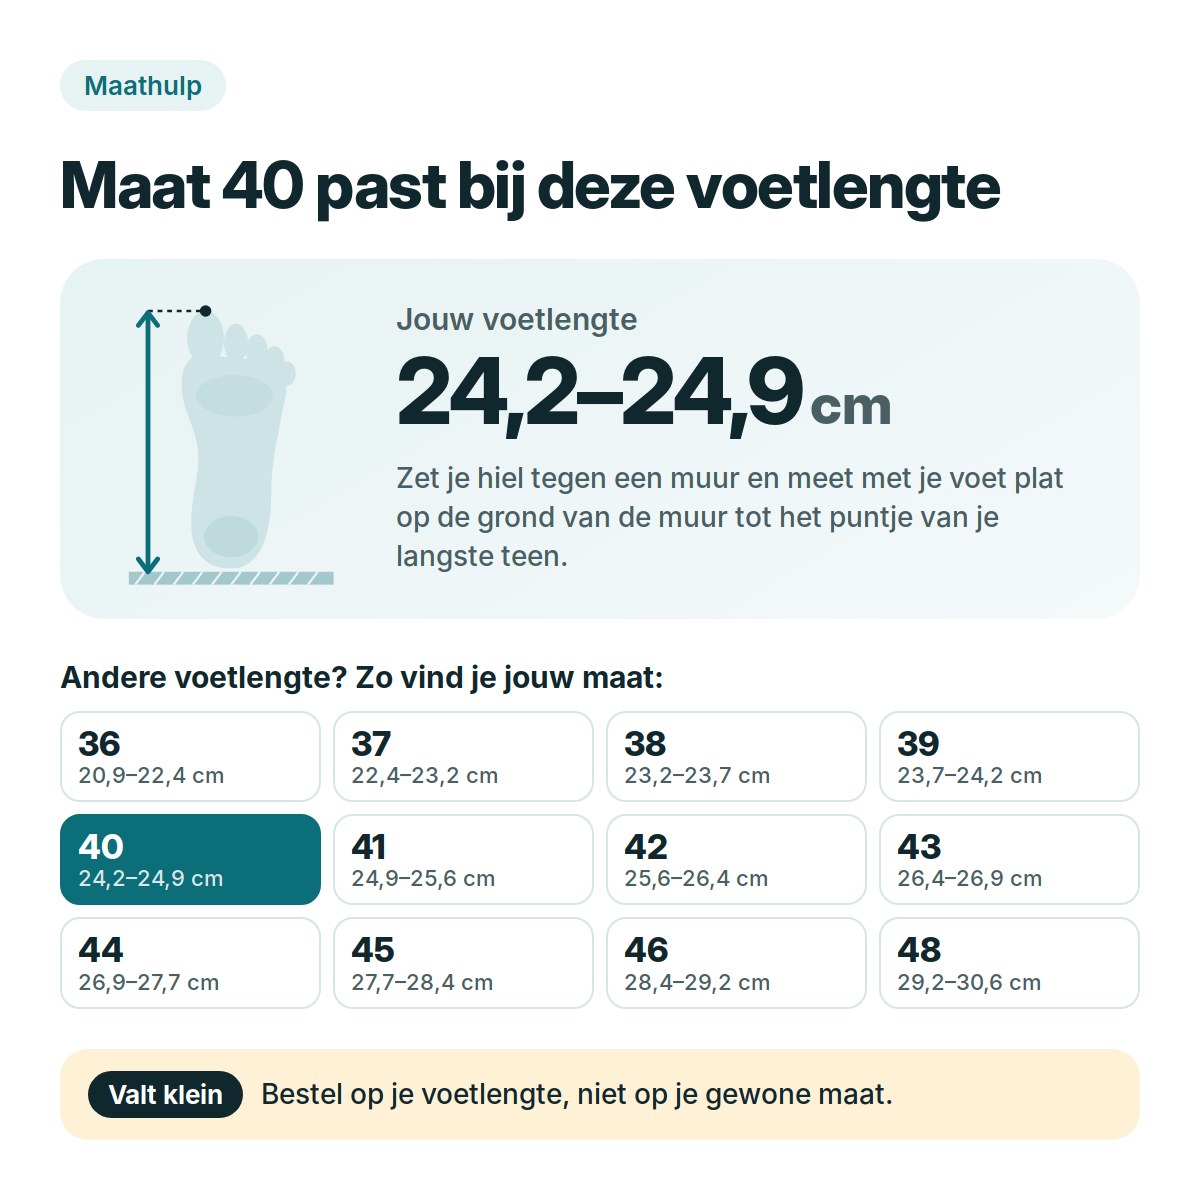 Maathulp
Maat 40 past bij deze voetlengte
Jouw voetlengte
24,2–24,9 cm
Zet je hiel tegen een muur en meet met je voet plat
op de grond van de muur tot het puntje van je
langste teen.
Andere voetlengte? Zo vind je jouw maat:
36
20,9–22,4 cm
37
22,4–23,2 cm
38
23,2–23,7 cm
39
23,7–24,2 cm
40
24,2–24,9 cm
41
24,9–25,6 cm
42
25,6–26,4 cm
43
26,4–26,9 cm
44
26,9–27,7 cm
45
27,7–28,4 cm
46
28,4–29,2 cm
48
29,2–30,6 cm
Valt klein Bestel op je voetlengte, niet op je gewone maat.